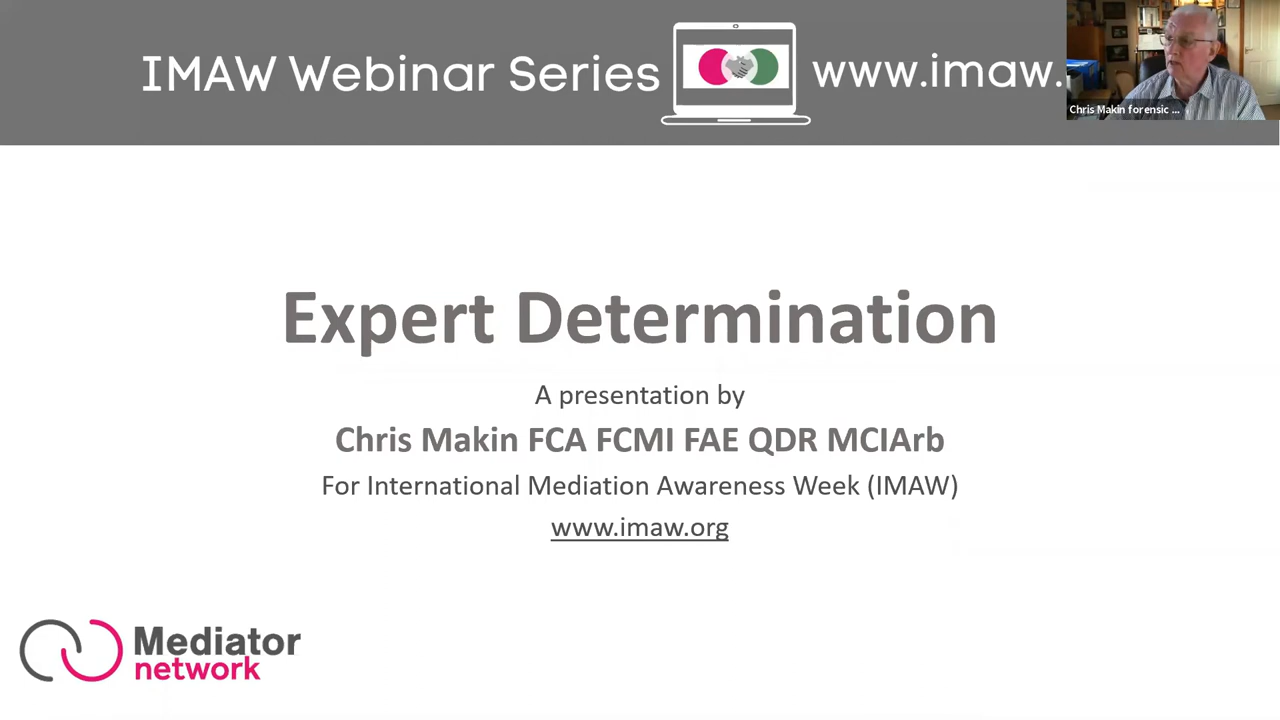 IMAW Webinar Series www.imaw.
Chris Makin forensic ...
Expert Determination
A presentation by
Chris Makin FCA FCMI FAE QDR MCIArb
For International Mediation Awareness Week (IMAW)
www.imaw.org
Mediator
network